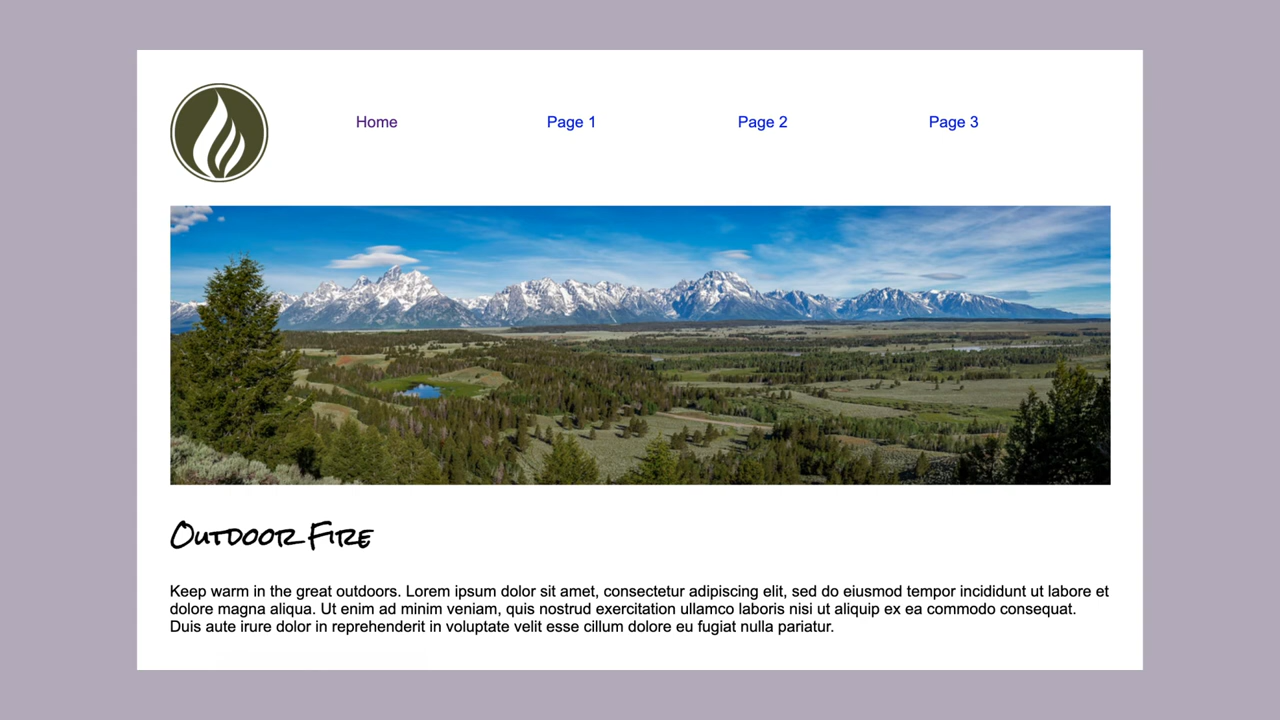 Home
Page 1
Page 2
Page 3
Outdoor Fire
Keep warm in the great outdoors. Lorem ipsum dolor sit amet, consectetur adipiscing elit, sed do eiusmod tempor incididunt ut labore et
dolore magna aliqua. Ut enim ad minim veniam, quis nostrud exercitation ullamco laboris nisi ut aliquip ex ea commodo consequat.
Duis aute irure dolor in reprehenderit in voluptate velit esse cillum dolore eu fugiat nulla pariatur.